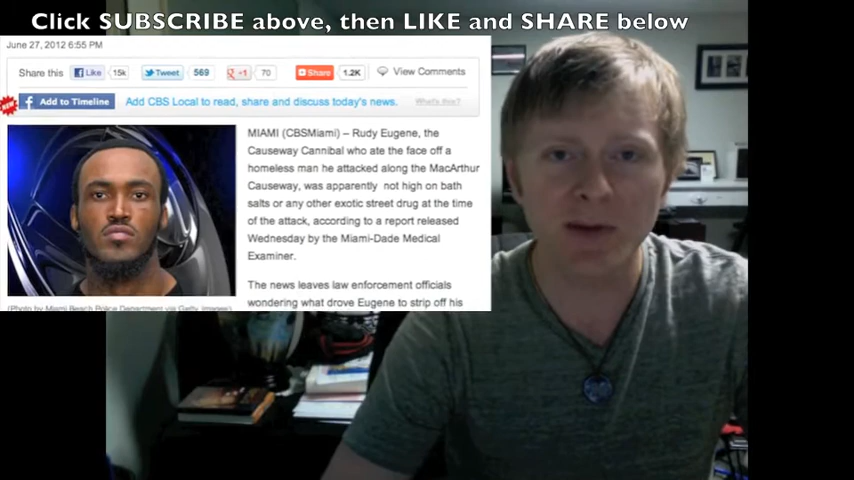 Click SUBSCRIBE above, then LIKE and SHARE below
June 27, 2012 6:55 PM
Share this Like 15k Tweet 569 +1 70 Share 1.2K View Comments
NEW Add to Timeline Add CBS Local to read, share and discuss today's news. What's this?
MIAMI (CBSMiami) – Rudy Eugene, the
Causeway Cannibal who ate the face off a
homeless man he attacked along the MacArthur
Causeway, was apparently not high on bath
salts or any other exotic street drug at the time
of the attack, according to a report released
Wednesday by the Miami-Dade Medical
Examiner.
The news leaves law enforcement officials
wondering what drove Eugene to strip off his
(Photo by Miami Beach Police Department via Getty Images)